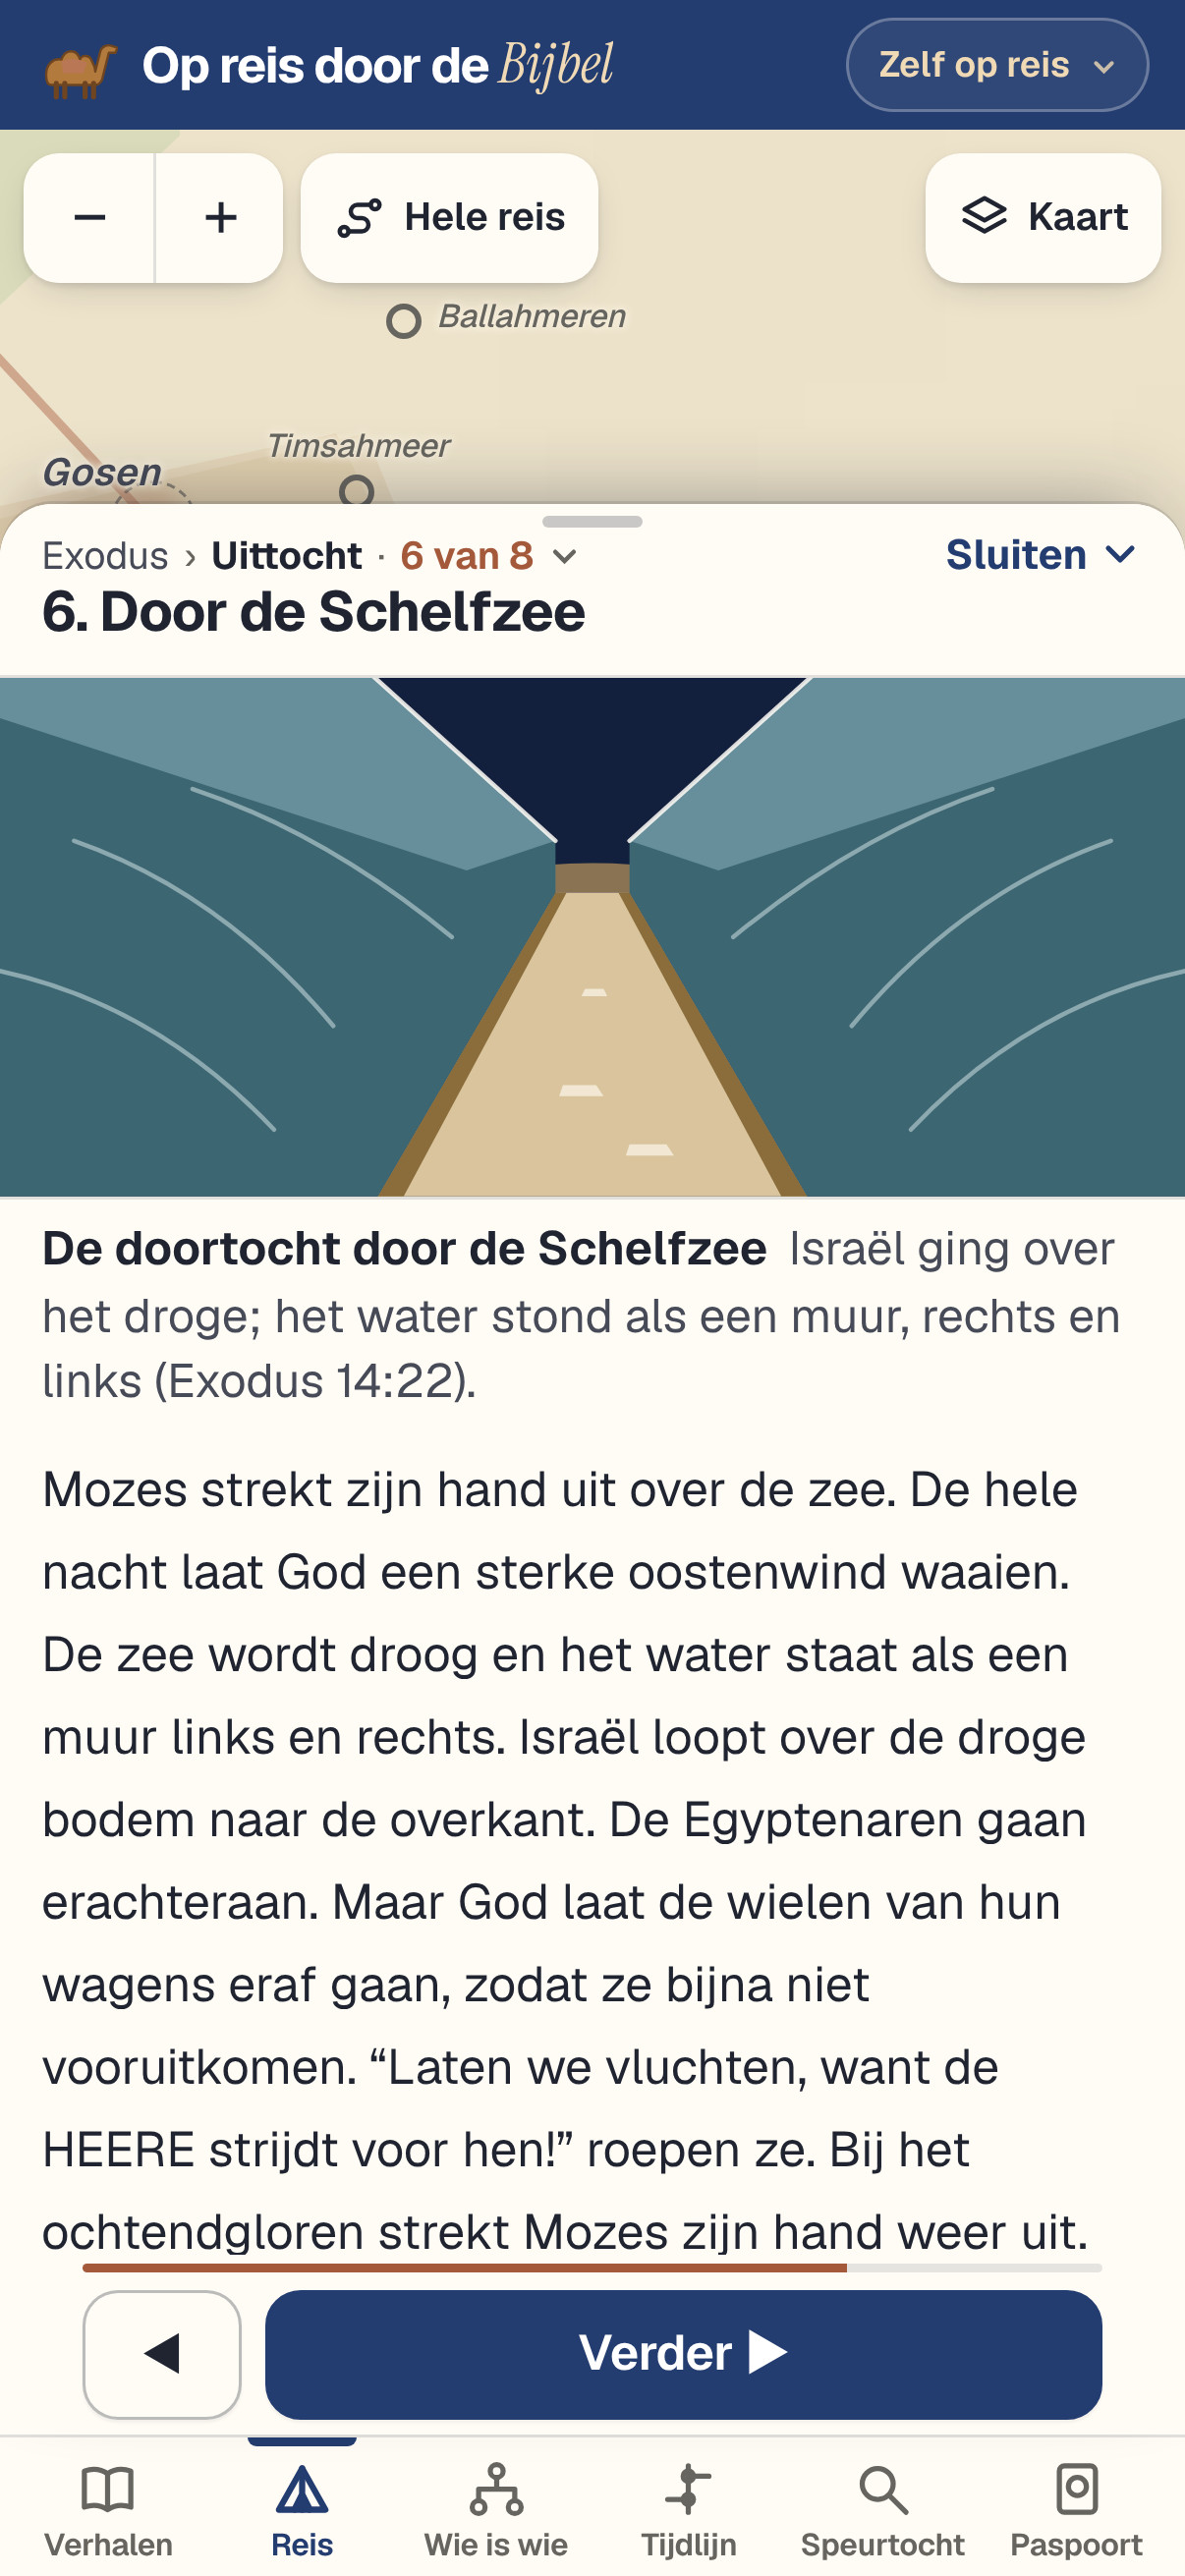 Op reis door de Bijbel
Zelf op reis
− +
Hele reis
Kaart
Ballahmeren
Timsahmeer
Gosen
Exodus › Uittocht · 6 van 8
Sluiten
6. Door de Schelfzee
De doortocht door de Schelfzee Israël ging over
het droge; het water stond als een muur, rechts en
links (Exodus 14:22).
Mozes strekt zijn hand uit over de zee. De hele
nacht laat God een sterke oostenwind waaien.
De zee wordt droog en het water staat als een
muur links en rechts. Israël loopt over de droge
bodem naar de overkant. De Egyptenaren gaan
erachteraan. Maar God laat de wielen van hun
wagens eraf gaan, zodat ze bijna niet
vooruitkomen. “Laten we vluchten, want de
HEERE strijdt voor hen!” roepen ze. Bij het
ochtendgloren strekt Mozes zijn hand weer uit.
Verder
Verhalen
Reis
Wie is wie
Tijdlijn
Speurtocht
Paspoort